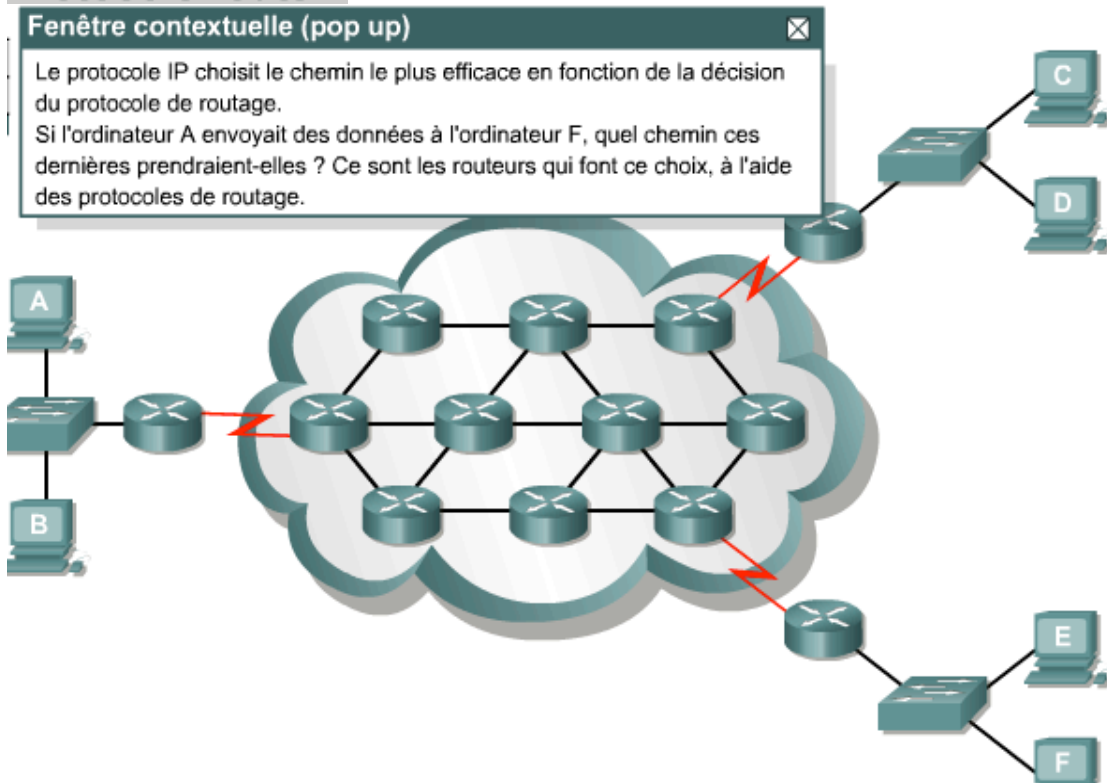 Fenêtre contextuelle (pop up)
Le protocole IP choisit le chemin le plus efficace en fonction de la décision
du protocole de routage.
Si l'ordinateur A envoyait des données à l'ordinateur F, quel chemin ces
dernières prendraient-elles ? Ce sont les routeurs qui font ce choix, à l'aide
des protocoles de routage.
C
D
A
B
E
F